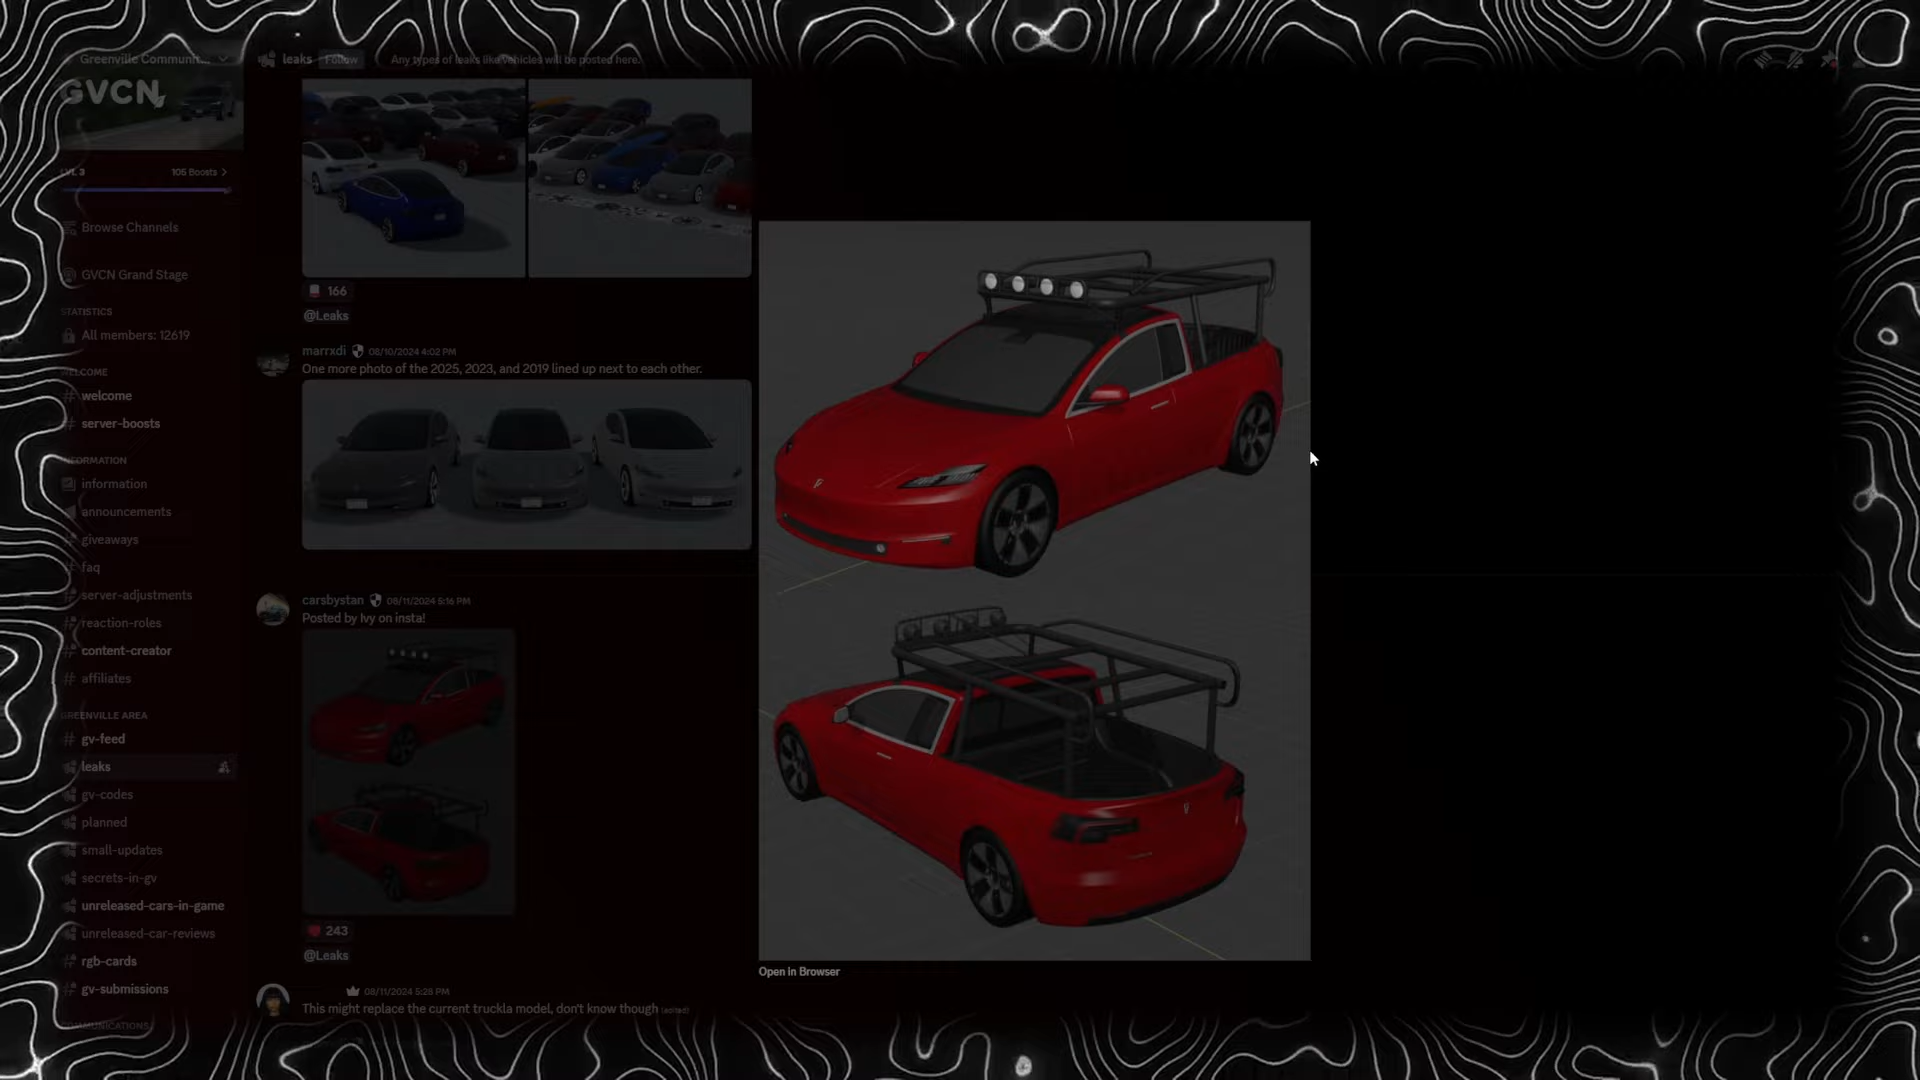 Greenville Communit...
GVCN
LVL 3
105 Boosts
Browse Channels
GVCN Grand Stage
STATISTICS
All members: 12619
WELCOME
welcome
server-boosts
INFORMATION
information
announcements
giveaways
faq
server-adjustments
reaction-roles
content-creator
affiliates
GREENVILLE AREA
gv-feed
leaks
gv-codes
planned
small-updates
secrets-in-gv
unreleased-cars-in-game
unreleased-car-reviews
rgb-cards
gv-submissions
COMMUNICATIONS
leaks
Follow
Any types of leaks like vehicles will be posted here.
166
@Leaks
marrxdi 08/10/2024 4:02 PM
One more photo of the 2025, 2023, and 2019 lined up next to each other.
carsbystan 08/11/2024 5:16 PM
Posted by Ivy on insta!
243
@Leaks
08/11/2024 5:28 PM
This might replace the current truckla model, don't know though (edited)
Open in Browser